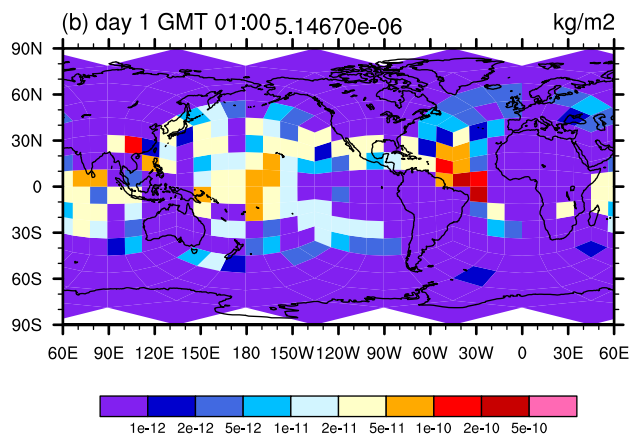 (b) day 1 GMT 01:00 5.14670e-06 kg/m2
90N
60N
30N
0
30S
60S
90S
60E 90E 120E 150E 180 150W 120W 90W 60W 30W 0 30E 60E
1e-12 2e-12 5e-12 1e-11 2e-11 5e-11 1e-10 2e-10 5e-10